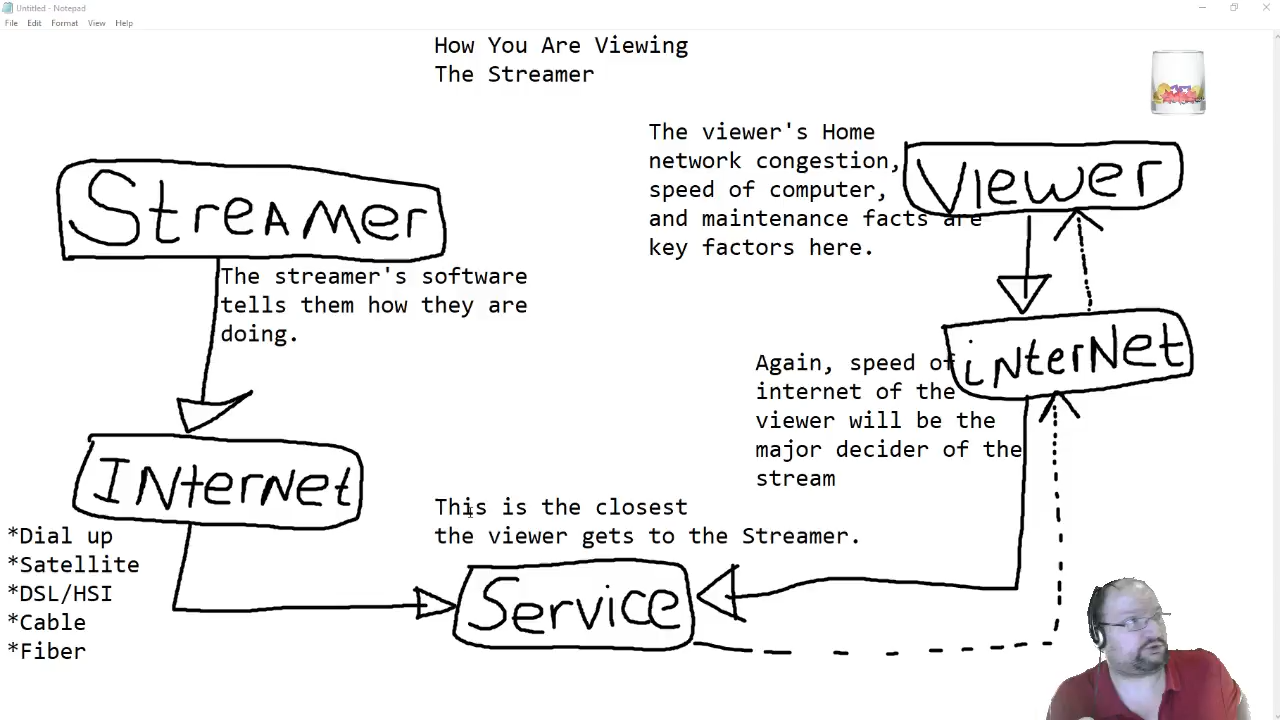 Untitled - Notepad
File Edit Format View Help
How You Are Viewing
The Streamer
The viewer's Home
network congestion,
speed of computer,
and maintenance facts are
key factors here.
Viewer
Streamer
The streamer's software
tells them how they are
doing.
Again, speed of
internet of the
viewer will be the
major decider of the
stream
iNterNet
INterNet
*Dial up
*Satellite
*DSL/HSI
*Cable
*Fiber
This is the closest
the viewer gets to the Streamer.
Service